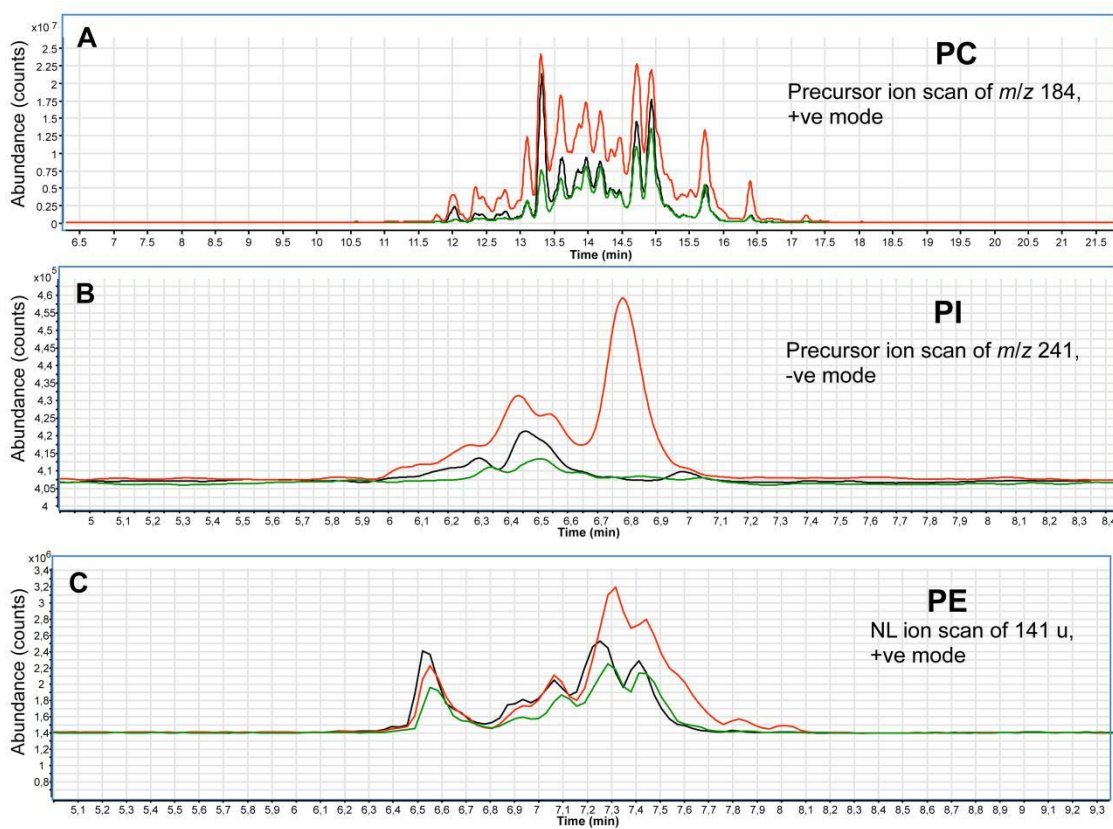 A
PC
Precursor ion scan of m/z 184,
+ve mode
Abundance (counts)
x10 7
2.5
2.25
2
1.75
1.5
1.25
1
0.75
0.5
0.25
0
6.5 7 7.5 8 8.5 9 9.5 10 10.5 11 11.5 12 12.5 13 13.5 14 14.5 15 15.5 16 16.5 17 17.5 18 18.5 19 19.5 20 20.5 21 21.5
Time (min)
B
PI
Precursor ion scan of m/z 241,
-ve mode
Abundance (counts)
x10 5
4,6
4,55
4,5
4,45
4,4
4,35
4,3
4,25
4,2
4,15
4,1
4,05
4
5 5,1 5,2 5,3 5,4 5,5 5,6 5,7 5,8 5,9 6 6,1 6,2 6,3 6,4 6,5 6,6 6,7 6,8 6,9 7 7,1 7,2 7,3 7,4 7,5 7,6 7,7 7,8 7,9 8 8,1 8,2 8,3 8,4
Time (min)
C
PE
NL ion scan of 141 u,
+ve mode
Abundance (counts)
x10 6
3,4
3,2
3
2,8
2,6
2,4
2,2
2
1,8
1,6
1,4
1,2
1
0,8
5,1 5,2 5,3 5,4 5,5 5,6 5,7 5,8 5,9 6 6,1 6,2 6,3 6,4 6,5 6,6 6,7 6,8 6,9 7 7,1 7,2 7,3 7,4 7,5 7,6 7,7 7,8 7,9 8 8,1 8,2 8,3 8,4 8,5 8,6 8,7 8,8 8,9 9 9,1 9,2 9,3
Time (min)